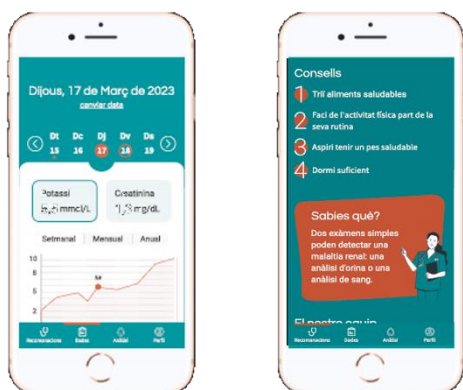 Dijous, 17 de Març de 2023
canviar data
Dt Dc Dj Dv Ds
15 16 17 18 19
Potassi
mmol/L
Creatinina
mg/dL
Setmanal Mensual Anual
10
8
5
2
Recomanacions Dades Anàlisi Perfil
Consells
1 Triï aliments saludables
2 Faci de l'activitat física part de la
seva rutina
3 Aspiri tenir un pes saludable
4 Dormi suficient
Sabies què?
Dos exàmens simples
poden detectar una
malaltia renal: una
anàlisi d'orina o una
anàlisi de sang.
El nostre equip
Recomanacions Dades Anàlisi Perfil